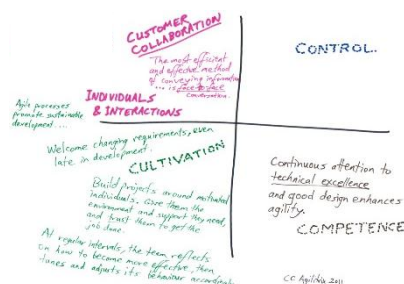 CUSTOMER
COLLABORATION
The most efficient
and effective method
of conveying information
... is face-to-face
conversation.
INDIVIDUALS
& INTERACTIONS
CONTROL.
Agile processes
promote sustainable
development....
Welcome changing requirements, even
late in development.
CULTIVATION
Build projects around motivated
individuals. Give them the
environment and support they need,
and trust them to get the
job done.
At regular intervals, the team reflects
on how to become more effective, then
tunes and adjusts its behaviour accordingly
Continuous attention to
technical excellence
and good design enhances
agility.
COMPETENCE
CC Agilitrix 2011